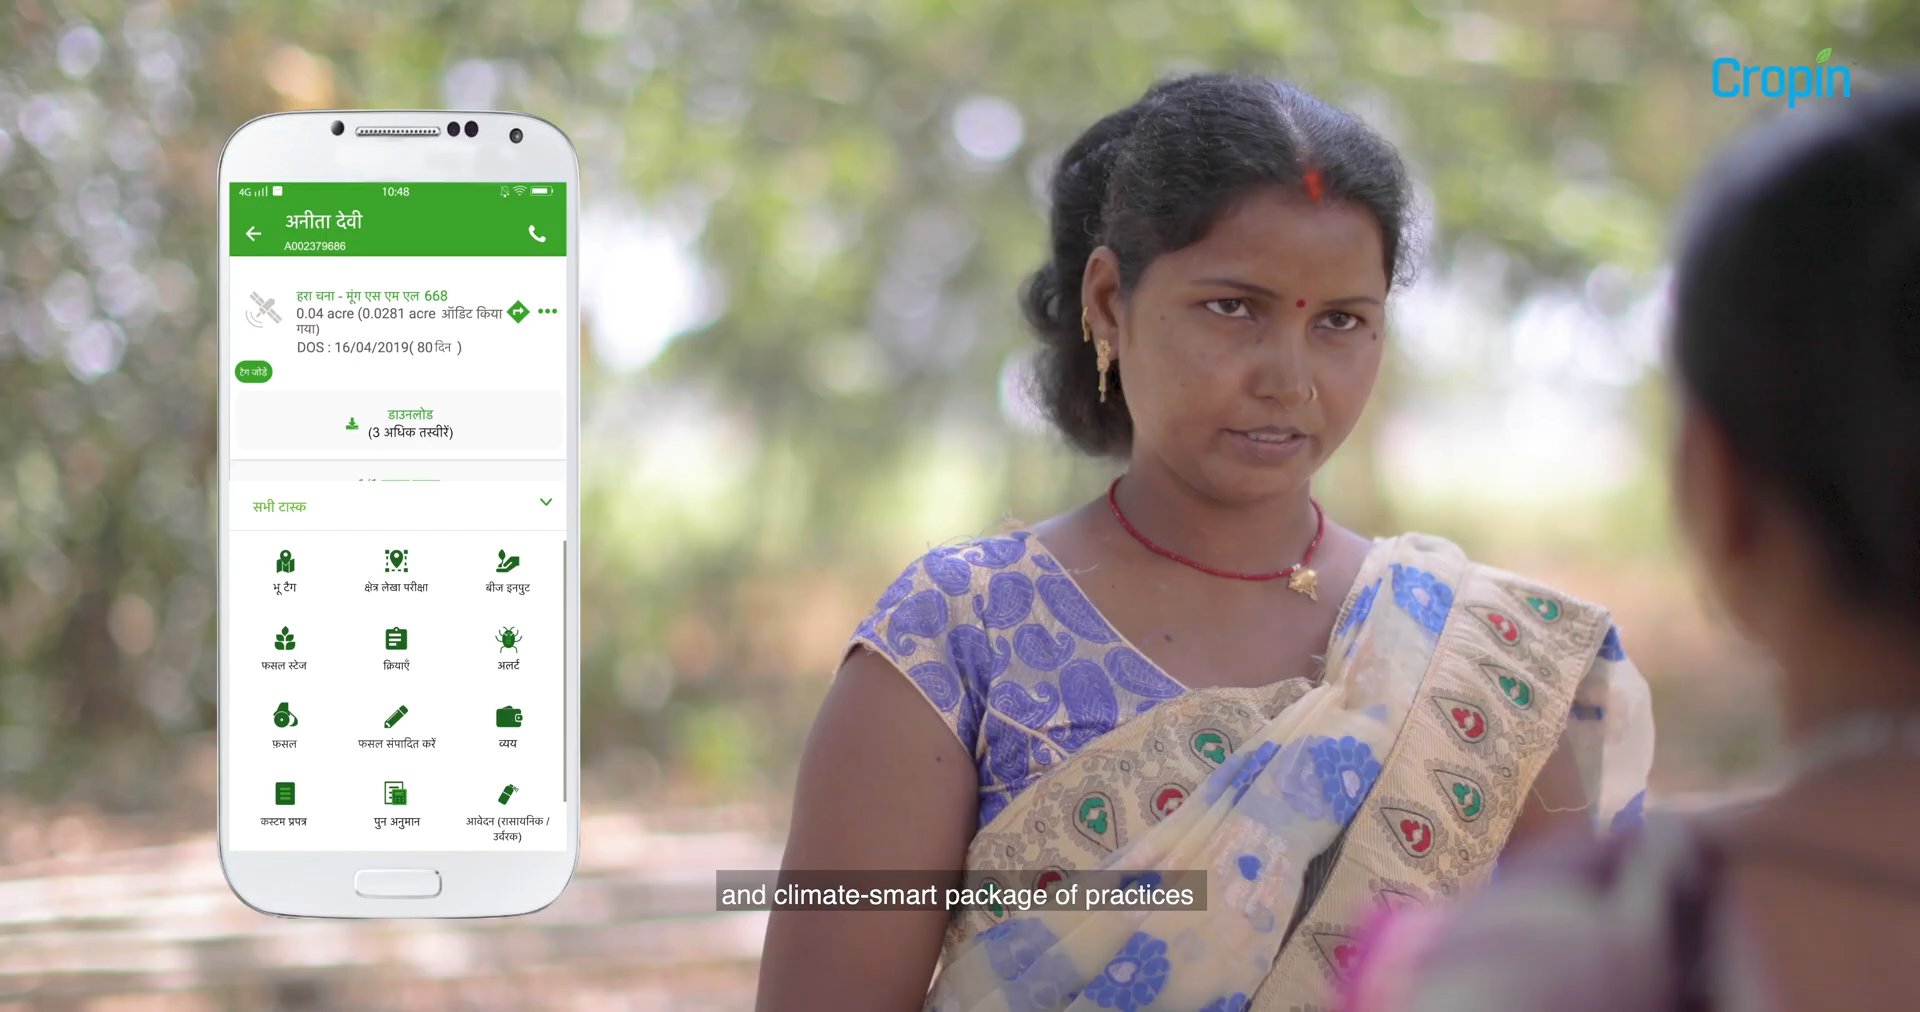 Cropin
4G
10:48
अनीता देवी
A002379686
हरा चना - मूंग एस एम एल 668
0.04 acre (0.0281 acre ऑडिट किया
गया)
DOS : 16/04/2019( 80 दिन )
टैग जोड़ें
डाउनलोड
(3 अधिक तस्वीरें)
सभी टास्क
भू टैग
क्षेत्र लेखा परीक्षा
बीज इनपुट
फसल स्टेज
क्रियाएँ
अलर्ट
फ़सल
फसल संपादित करें
व्यय
कस्टम प्रपत्र
पुन अनुमान
आवेदन (रासायनिक /
उर्वरक)
and climate-smart package of practices